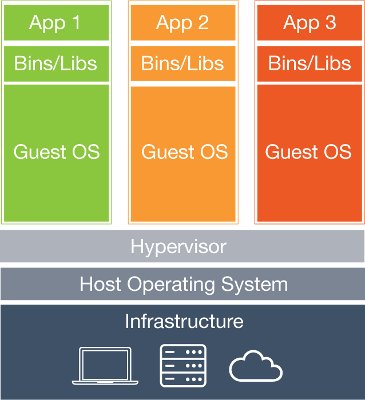 App 1 App 2 App 3
Bins/Libs Bins/Libs Bins/Libs
Guest OS Guest OS Guest OS
Hypervisor
Host Operating System
Infrastructure